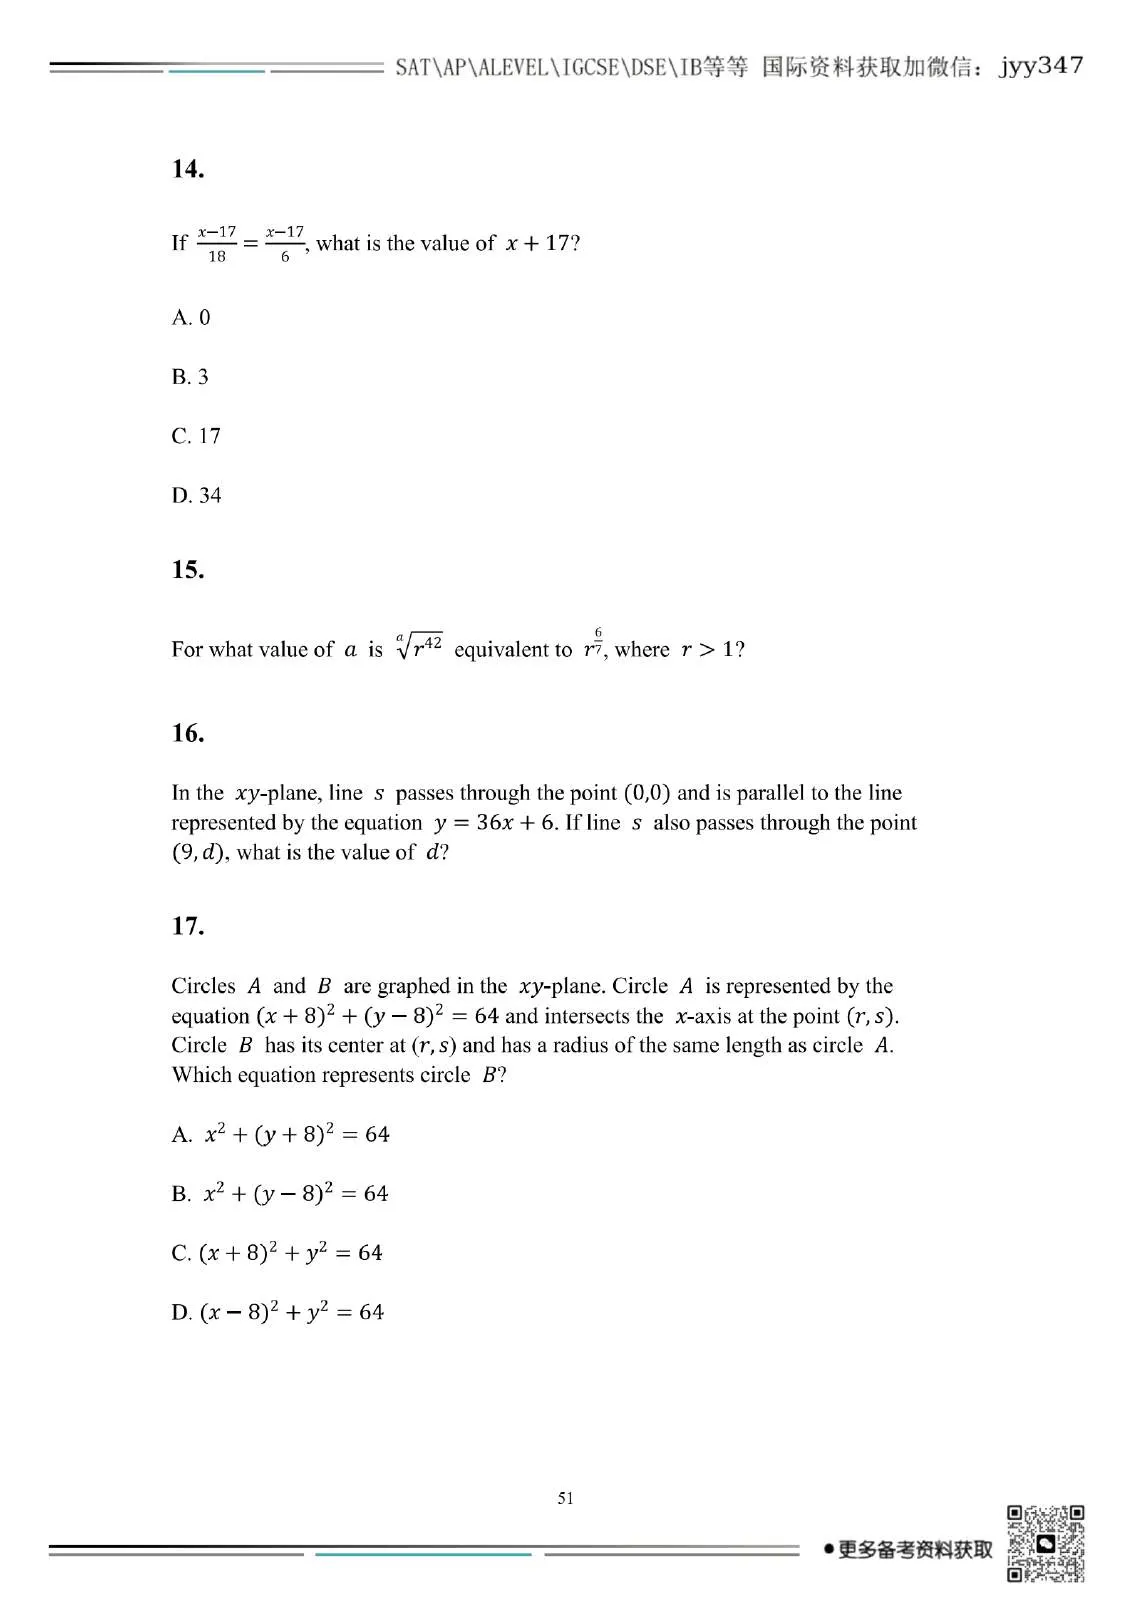 SAT\AP\ALEVEL\IGCSE\DSE\IB等等 国际资料获取加微信: jyy347
14.
If \frac{x-17}{18} = \frac{x-17}{6}, what is the value of x + 17?
A. 0
B. 3
C. 17
D. 34
15.
For what value of a is \sqrt[a]{r^{42}} equivalent to r^{\frac{6}{7}}, where r > 1?
16.
In the xy-plane, line s passes through the point (0,0) and is parallel to the line
represented by the equation y = 36x + 6. If line s also passes through the point
(9, d), what is the value of d?
17.
Circles A and B are graphed in the xy-plane. Circle A is represented by the
equation (x + 8)² + (y − 8)² = 64 and intersects the x-axis at the point (r, s).
Circle B has its center at (r, s) and has a radius of the same length as circle A.
Which equation represents circle B?
A. x² + (y + 8)² = 64
B. x² + (y − 8)² = 64
C. (x + 8)² + y² = 64
D. (x − 8)² + y² = 64
51
●更多备考资料获取